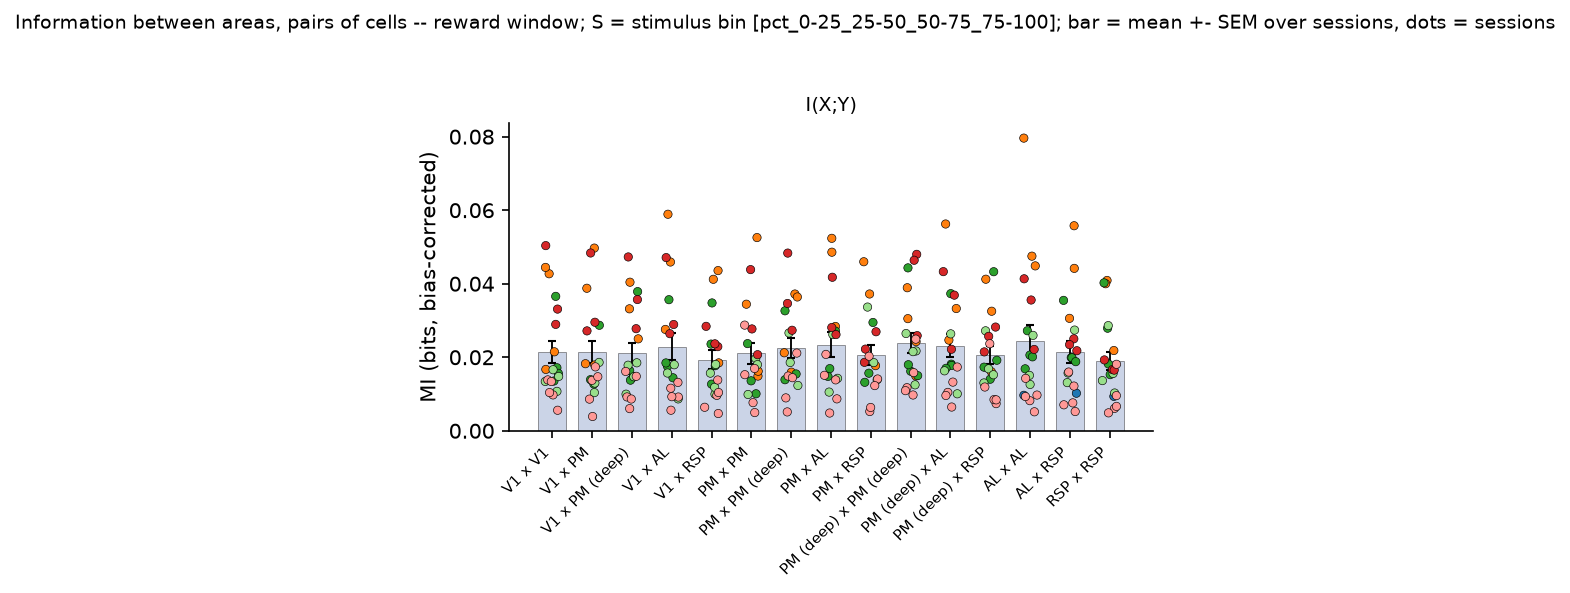 Information between areas, pairs of cells -- reward window; S = stimulus bin [pct_0-25_25-50_50-75_75-100]; bar = mean +- SEM over sessions, dots = sessions
I(X;Y)
MI (bits, bias-corrected)
0.08
0.06
0.04
0.02
0.00
V1 x V1
V1 x PM
V1 x PM (deep)
V1 x AL
V1 x RSP
PM x PM
PM x PM (deep)
PM x AL
PM x RSP
PM (deep) x PM (deep)
PM (deep) x AL
PM (deep) x RSP
AL x AL
AL x RSP
RSP x RSP